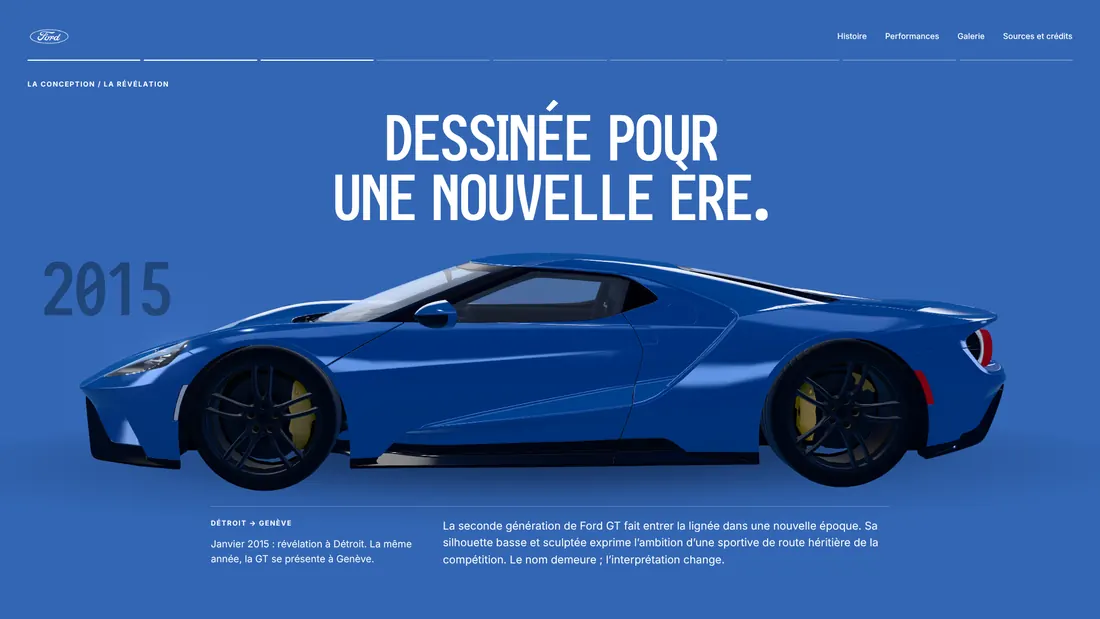 Ford
Histoire
Performances
Galerie
Sources et crédits
LA CONCEPTION / LA RÉVÉLATION
DESSINÉE POUR
UNE NOUVELLE ÈRE.
2015
DÉTROIT → GENÈVE
Janvier 2015 : révélation à Détroit. La même
année, la GT se présente à Genève.
La seconde génération de Ford GT fait entrer la lignée dans une nouvelle époque. Sa
silhouette basse et sculptée exprime l’ambition d’une sportive de route héritière de la
compétition. Le nom demeure ; l’interprétation change.